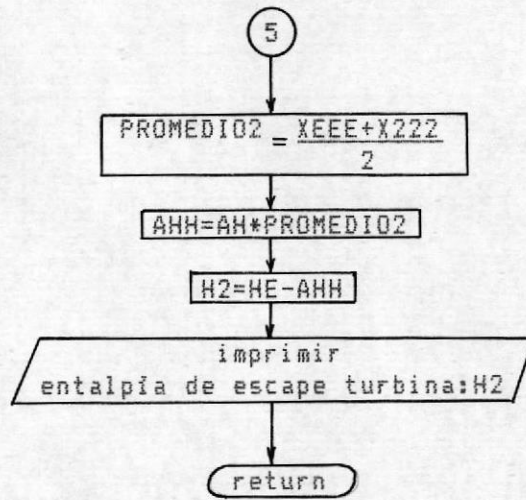 5
PROMEDIO2 = XEEE+X222
2
AHH=AH*PROMEDIO2
H2=HE-AHH
imprimir
entalpía de escape turbina:H2
return